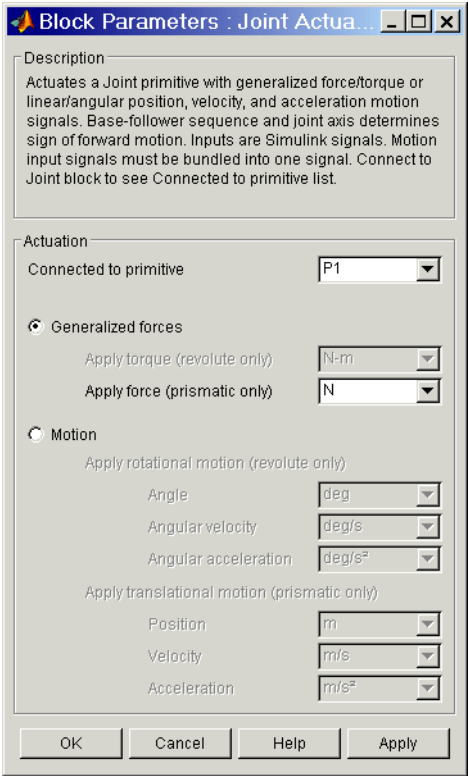 Block Parameters : Joint Actua...
Description
Actuates a Joint primitive with generalized force/torque or
linear/angular position, velocity, and acceleration motion
signals. Base-follower sequence and joint axis determines
sign of forward motion. Inputs are Simulink signals. Motion
input signals must be bundled into one signal. Connect to
Joint block to see Connected to primitive list.
Actuation
Connected to primitive P1
Generalized forces
Apply torque (revolute only) N-m
Apply force (prismatic only) N
Motion
Apply rotational motion (revolute only)
Angle deg
Angular velocity deg/s
Angular acceleration deg/s²
Apply translational motion (prismatic only)
Position m
Velocity m/s
Acceleration m/s²
OK Cancel Help Apply